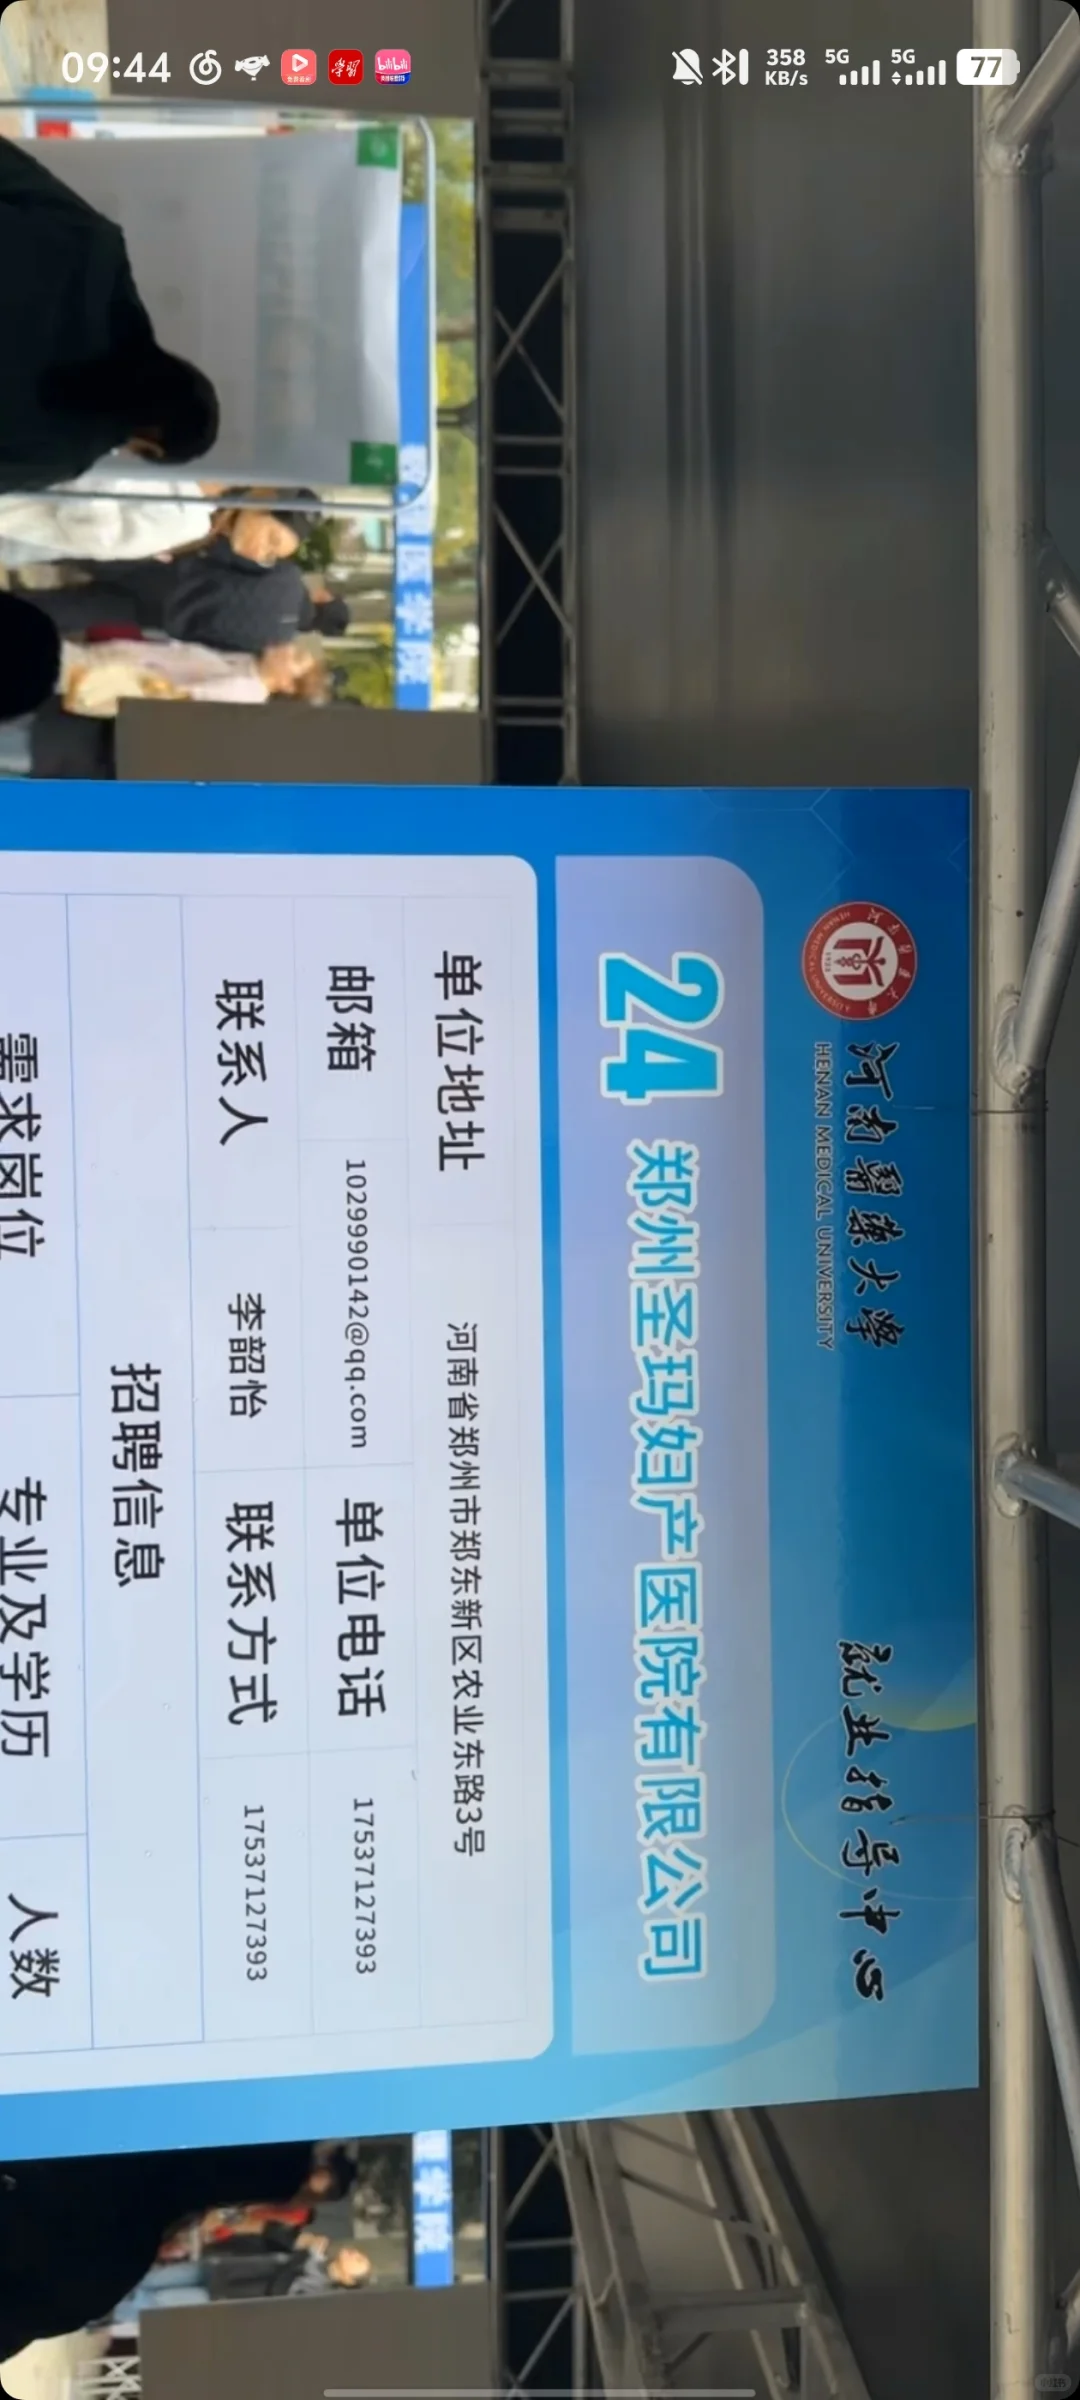 09:44
358
KB/s
5G
5G
77
河南医药大学
HENAN MEDICAL UNIVERSITY
就业指导中心
24 郑州圣玛妇产医院有限公司
单位地址 河南省郑州市郑东新区农业东路3号
邮箱 1029990142@qq.com 单位电话 17537127393
联系人 李韶怡 联系方式 17537127393
招聘信息
需求岗位 专业及学历 人数
医学院
学院